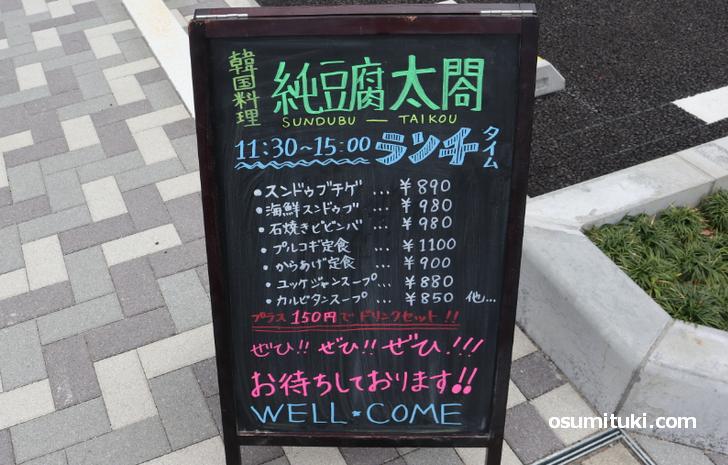 韓国料理
純豆腐太閤
SUNDUBU — TAIKOU
11:30~15:00 ランチタイム
・スンドゥブチゲ … ¥890
・海鮮スンドゥブ … ¥980
・石焼きビビンバ … ¥980
・プルコギ定食 … ¥1100
・からあげ定食 … ¥900
・ユッケジャンスープ… ¥880
・カルビタンスープ… ¥850 他…
プラス150円でドリンクセット!!
ぜひ!! ぜひ!! ぜひ!!!
お待ちしております!!
WELL・COME
osumituki.com